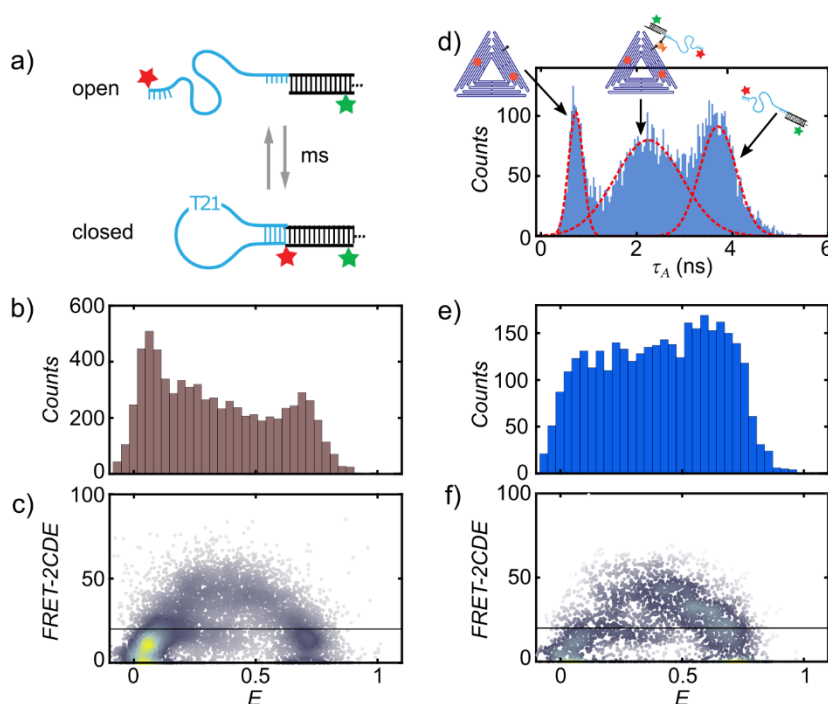 a)
open
ms
T21
closed
...
...
b)
600
400
200
0
Counts
c)
100
50
0
FRET-2CDE
0
0.5
1
E
d)
100
50
0
Counts
0
2
4
6
τA (ns)
e)
150
100
50
0
Counts
f)
100
50
0
FRET-2CDE
0
0.5
1
E